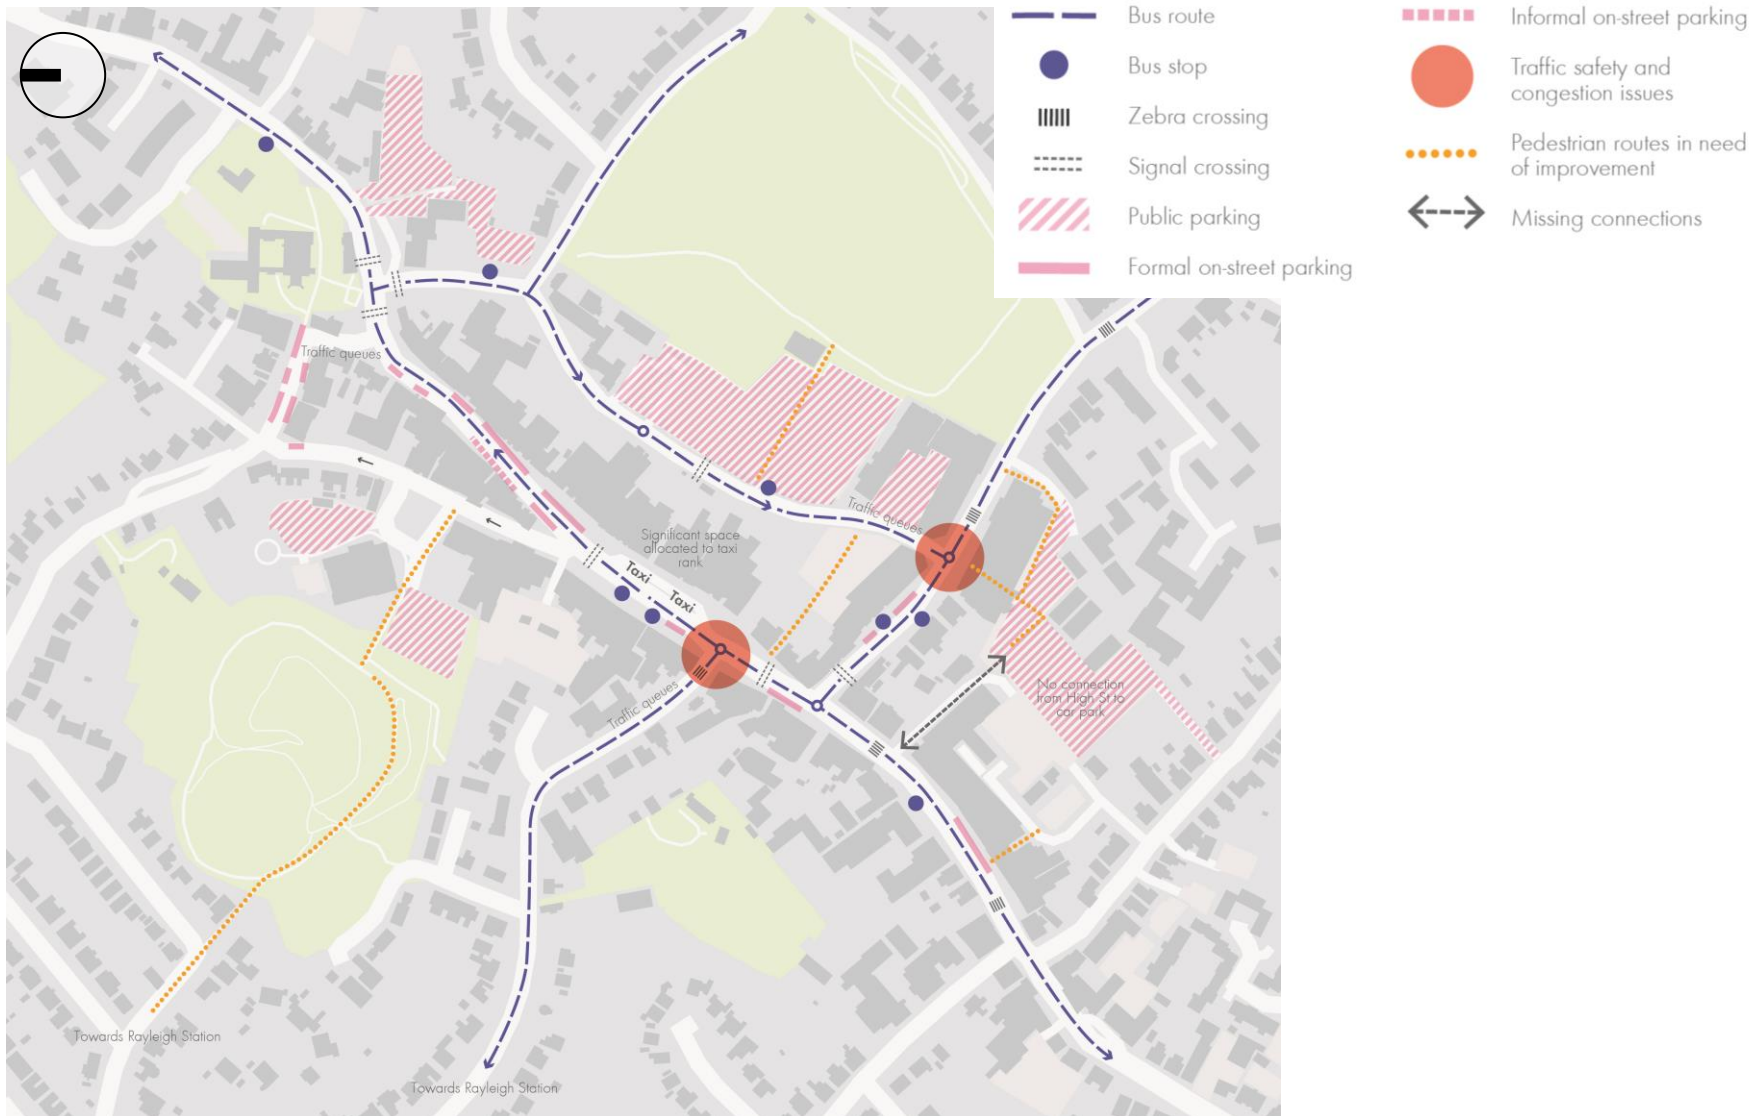 Bus route
Bus stop
Zebra crossing
Signal crossing
Public parking
Formal on-street parking
Informal on-street parking
Traffic safety and
congestion issues
Pedestrian routes in need
of improvement
Missing connections
Traffic queues
Traffic queues
Significant space
allocated to taxi
rank
Taxi
Taxi
Traffic queues
No connection
from High St to
car park
Towards Rayleigh Station
Towards Rayleigh Station